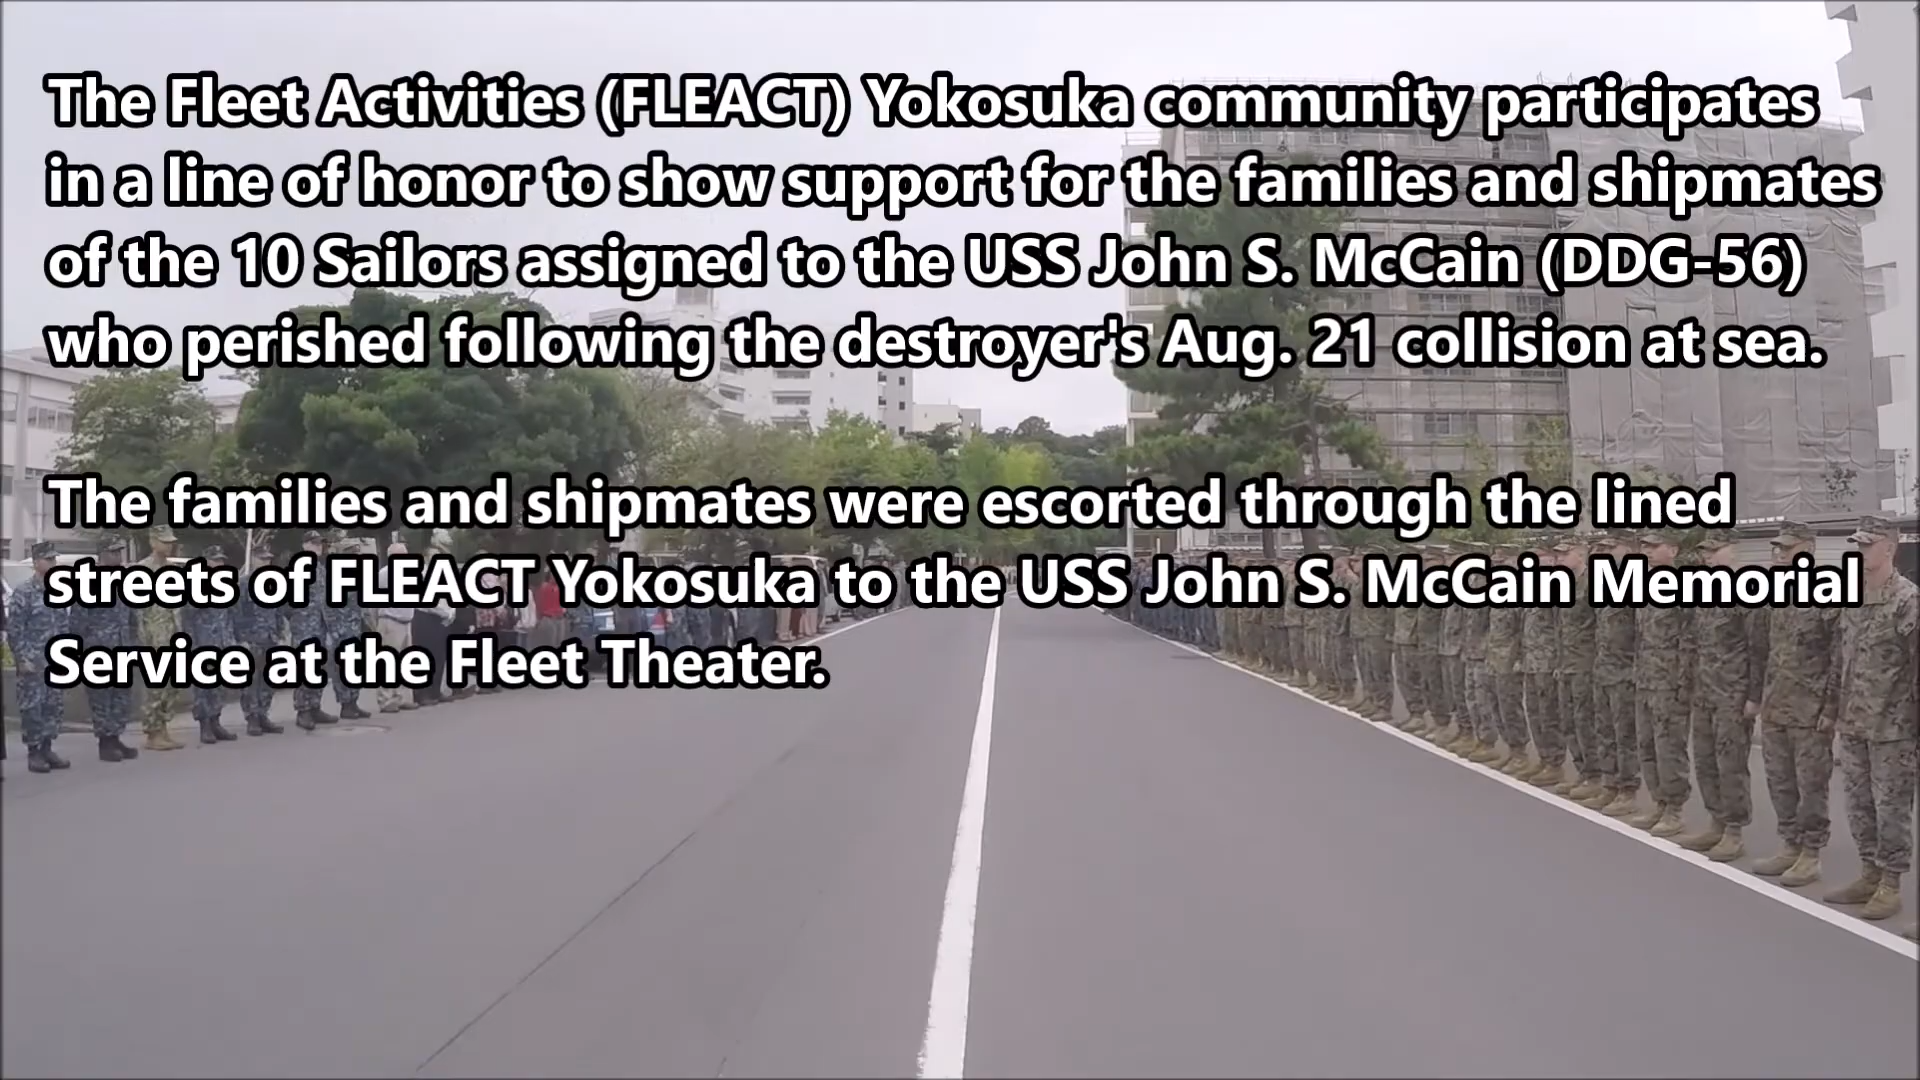 The Fleet Activities (FLEACT) Yokosuka community participates
in a line of honor to show support for the families and shipmates
of the 10 Sailors assigned to the USS John S. McCain (DDG-56)
who perished following the destroyer's Aug. 21 collision at sea.
The families and shipmates were escorted through the lined
streets of FLEACT Yokosuka to the USS John S. McCain Memorial
Service at the Fleet Theater.